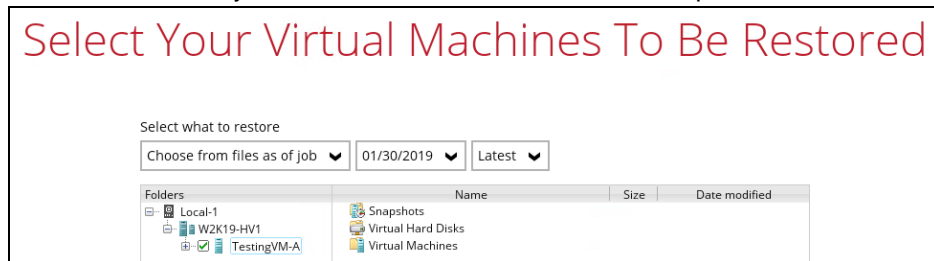 Select Your Virtual Machines To Be Restored
Select what to restore
Choose from files as of job 01/30/2019 Latest
Folders Name Size Date modified
Local-1 Snapshots
W2K19-HV1 Virtual Hard Disks
TestingVM-A Virtual Machines